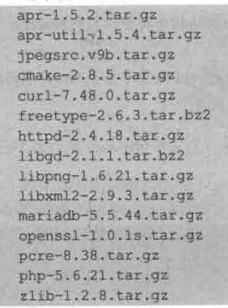 apr-1.5.2.tar.gz
apr-util-1.5.4.tar.gz
jpegsrc.v9b.tar.gz
cmake-2.8.5.tar.gz
curl-7.48.0.tar.gz
freetype-2.6.3.tar.bz2
httpd-2.4.18.tar.gz
libgd-2.1.1.tar.bz2
libpng-1.6.21.tar.gz
libxml2-2.9.3.tar.gz
mariadb-5.5.44.tar.gz
openssl-1.0.1s.tar.gz
pcre-8.38.tar.gz
php-5.6.21.tar.gz
zlib-1.2.8.tar.gz